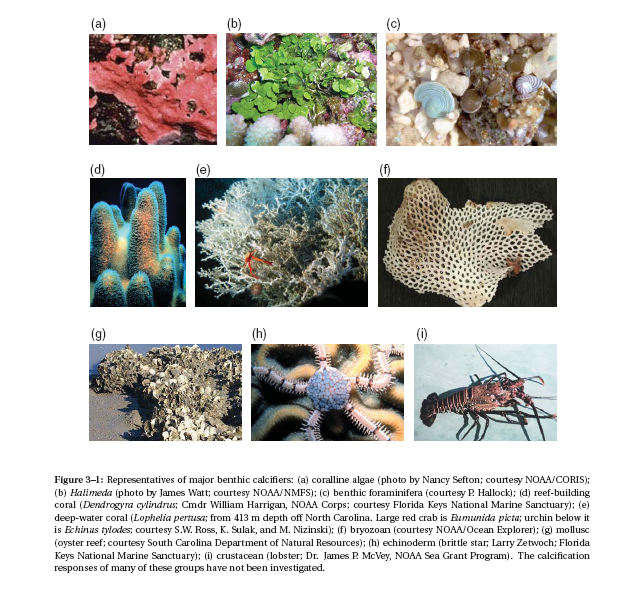 (a)
(b)
(c)
(d)
(e)
(f)
(g)
(h)
(i)
Figure 3–1: Representatives of major benthic calcifiers: (a) coralline algae (photo by Nancy Sefton; courtesy NOAA/CORIS);
(b) Halimeda (photo by James Watt; courtesy NOAA/NMFS); (c) benthic foraminifera (courtesy P. Hallock); (d) reef-building
coral (Dendrogyra cylindrus; Cmdr William Harrigan, NOAA Corps; courtesy Florida Keys National Marine Sanctuary); (e)
deep-water coral (Lophelia pertusa; from 413 m depth off North Carolina. Large red crab is Eumunida picta; urchin below it
is Echinus tylodes; courtesy S.W. Ross, K. Sulak, and M. Nizinski); (f) bryozoan (courtesy NOAA/Ocean Explorer); (g) mollusc
(oyster reef; courtesy South Carolina Department of Natural Resources); (h) echinoderm (brittle star; Larry Zetwoch; Florida
Keys National Marine Sanctuary); (i) crustacean (lobster; Dr. James P. McVey, NOAA Sea Grant Program). The calcification
responses of many of these groups have not been investigated.